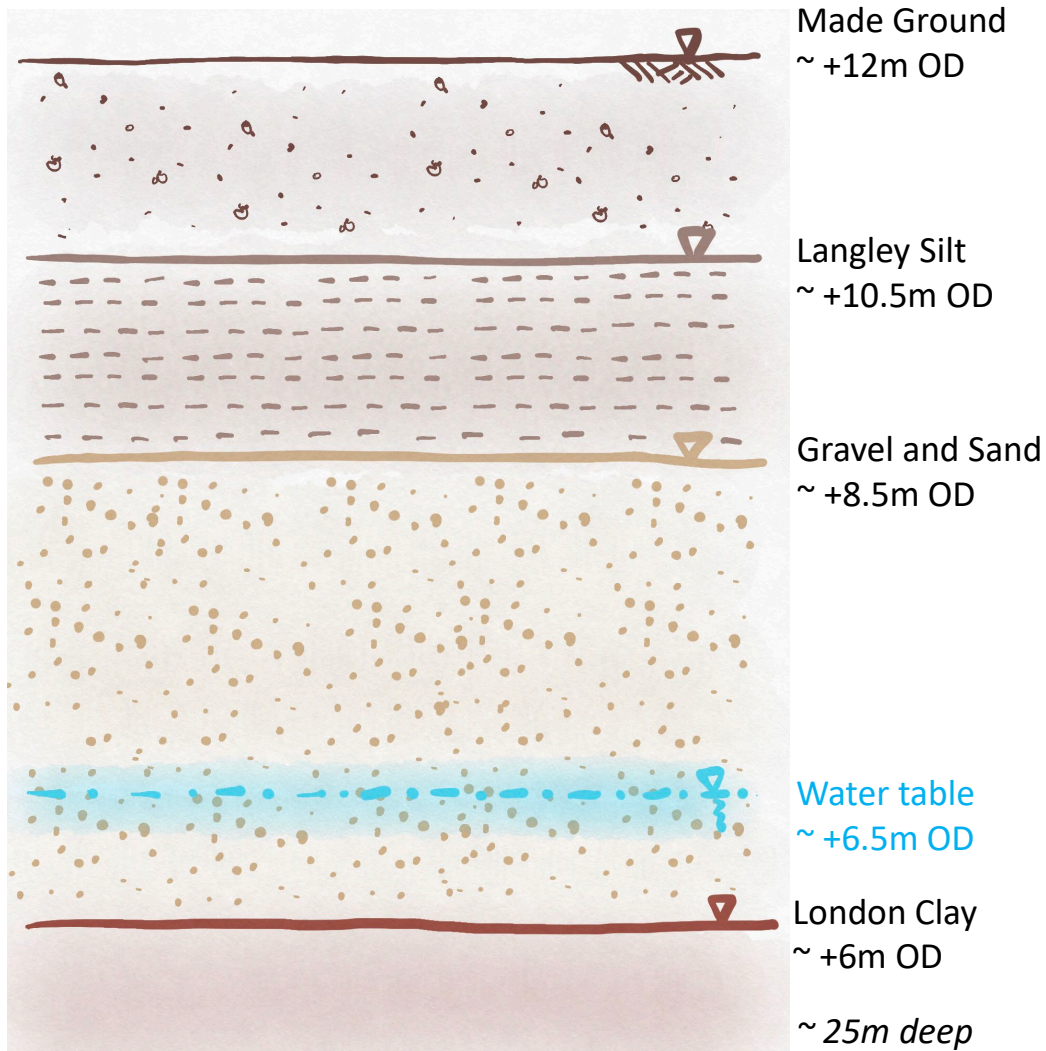 Made Ground
~ +12m OD
Langley Silt
~ +10.5m OD
Gravel and Sand
~ +8.5m OD
Water table
~ +6.5m OD
London Clay
~ +6m OD
~ 25m deep